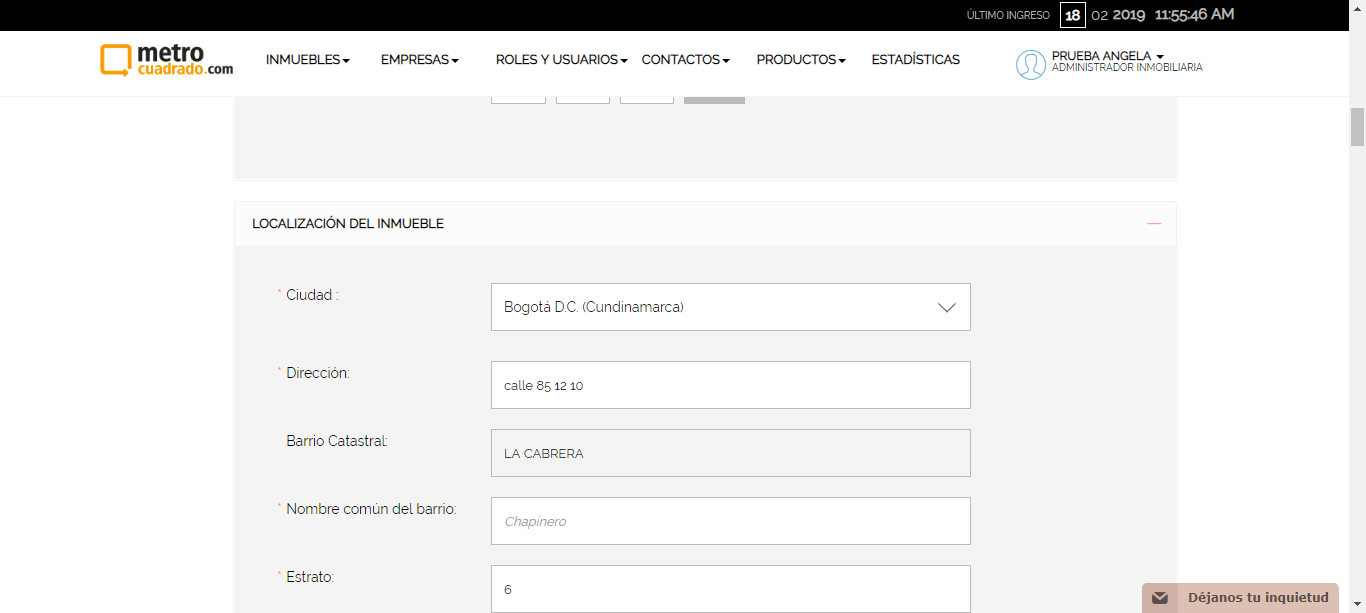 ÚLTIMO INGRESO 18 02 2019 11:55:46 AM
metro
cuadrado.com
INMUEBLES EMPRESAS ROLES Y USUARIOS CONTACTOS PRODUCTOS ESTADÍSTICAS
PRUEBA ANGELA
ADMINISTRADOR INMOBILIARIA
LOCALIZACIÓN DEL INMUEBLE
* Ciudad :
Bogotá D.C. (Cundinamarca)
* Dirección:
calle 85 12 10
Barrio Catastral:
LA CABRERA
* Nombre común del barrio:
Chapinero
* Estrato:
6
Déjanos tu inquietud